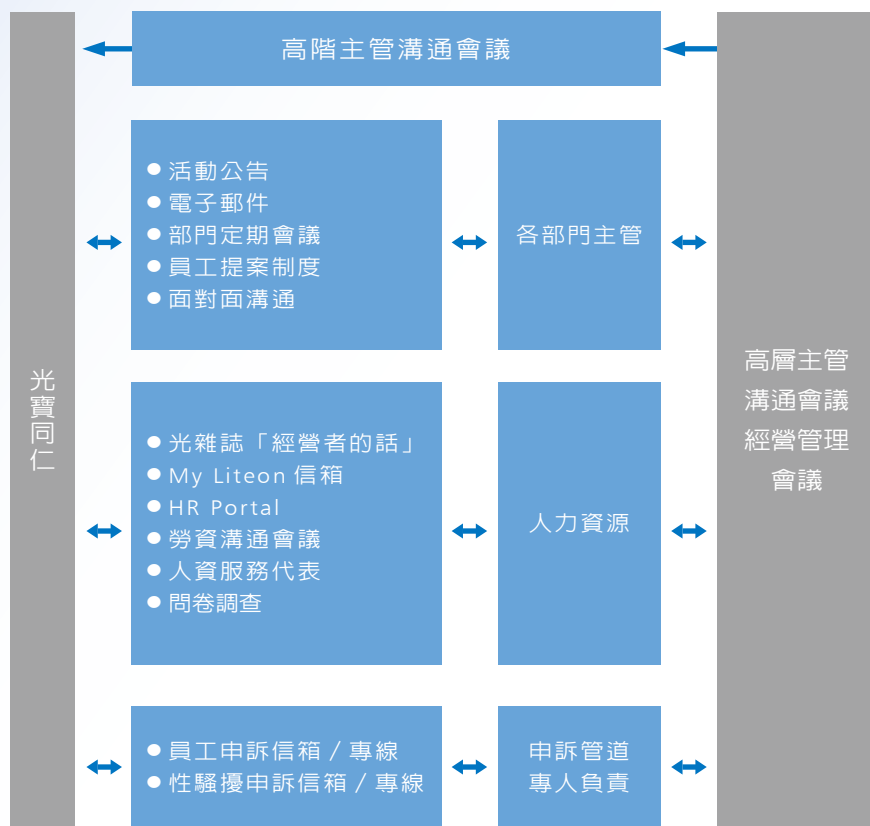 高階主管溝通會議
光寶同仁
活動公告
電子郵件
部門定期會議
員工提案制度
面對面溝通
各部門主管
光雜誌「經營者的話」
My Liteon 信箱
HR Portal
勞資溝通會議
人資服務代表
問卷調查
人力資源
員工申訴信箱 / 專線
性騷擾申訴信箱 / 專線
申訴管道
專人負責
高層主管
溝通會議
經營管理
會議